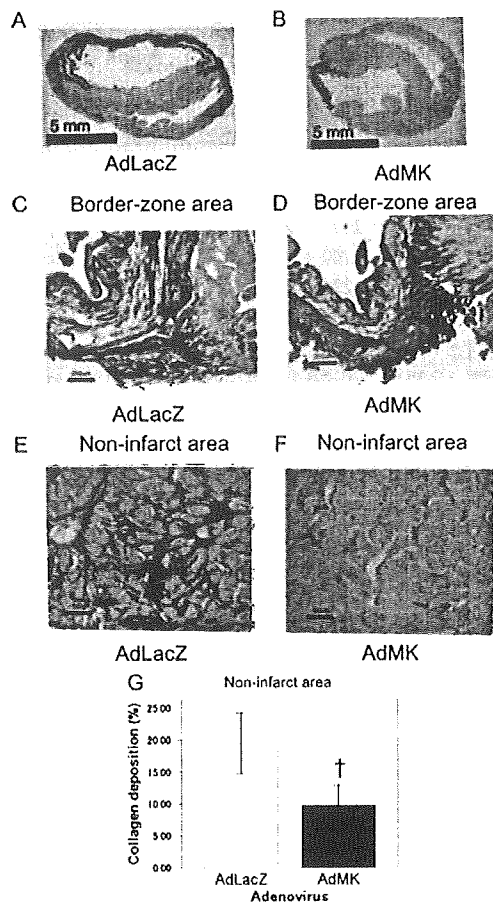 A
B
5 mm
5 mm
AdLacZ
AdMK
C Border-zone area
D Border-zone area
AdLacZ
AdMK
E Non-infarct area
F Non-infarct area
AdLacZ
AdMK
G
Non-infarct area
Collagen deposition (%)
25.00
20.00
15.00
10.00
5.00
0.00
†
AdLacZ
AdMK
Adenovirus